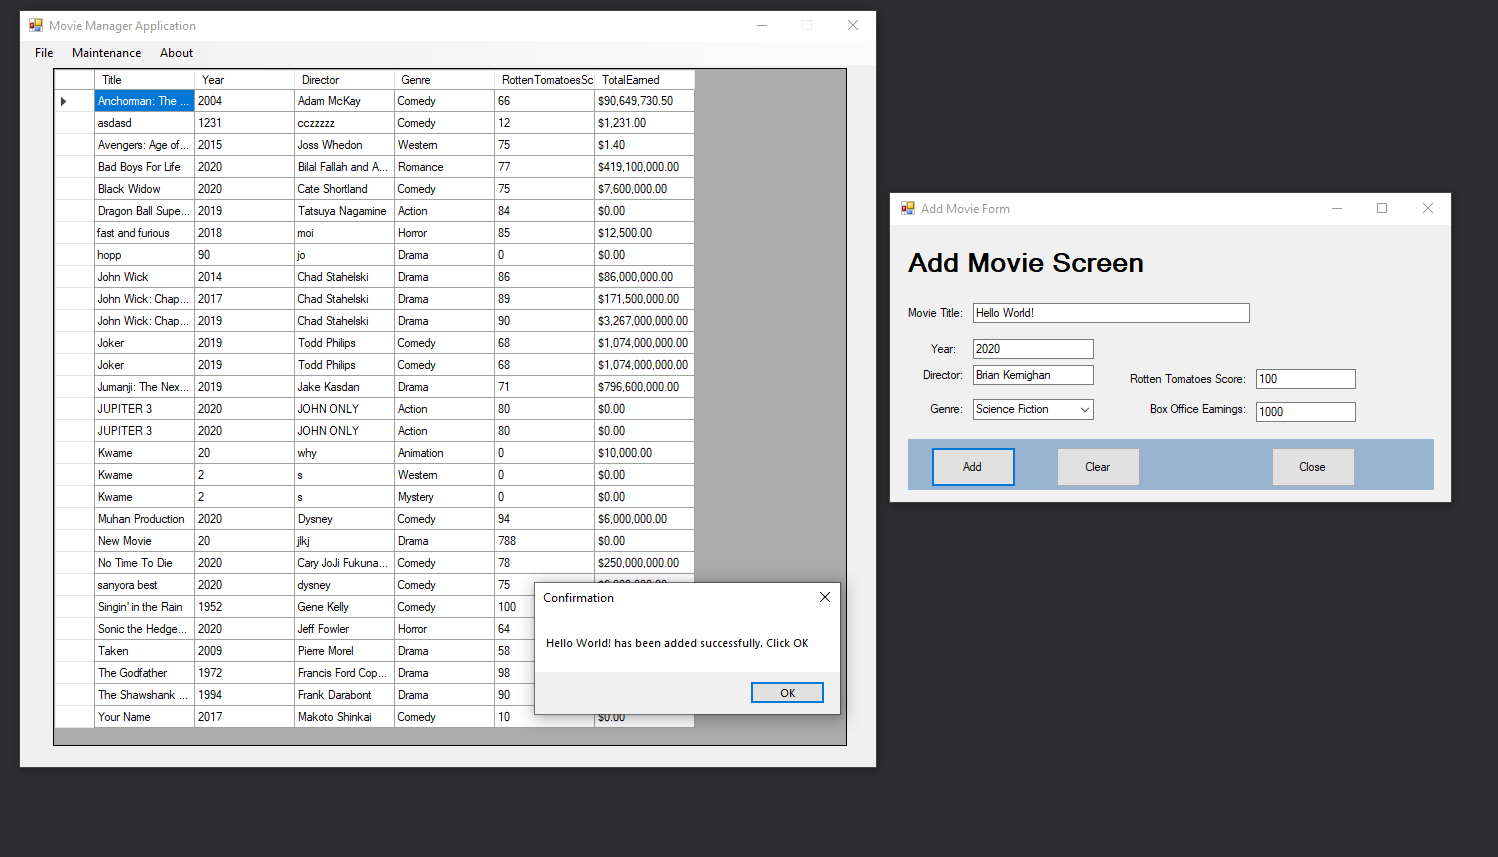 Movie Manager Application
File Maintenance About
Title Year Director Genre RottenTomatoesSc TotalEarned
Anchorman: The ... 2004 Adam McKay Comedy 66 $90,649,730.50
asdasd 1231 cczzzzz Comedy 12 $1,231.00
Avengers: Age of... 2015 Joss Whedon Western 75 $1.40
Bad Boys For Life 2020 Bilal Fallah and A... Romance 77 $419,100,000.00
Black Widow 2020 Cate Shortland Comedy 75 $7,600,000.00
Dragon Ball Supe... 2019 Tatsuya Nagamine Action 84 $0.00
fast and furious 2018 moi Horror 85 $12,500.00
hopp 90 jo Drama 0 $0.00
John Wick 2014 Chad Stahelski Drama 86 $86,000,000.00
John Wick: Chap... 2017 Chad Stahelski Drama 89 $171,500,000.00
John Wick: Chap... 2019 Chad Stahelski Drama 90 $3,267,000,000.00
Joker 2019 Todd Philips Comedy 68 $1,074,000,000.00
Joker 2019 Todd Philips Comedy 68 $1,074,000,000.00
Jumanji: The Nex... 2019 Jake Kasdan Drama 71 $796,600,000.00
JUPITER 3 2020 JOHN ONLY Action 80 $0.00
JUPITER 3 2020 JOHN ONLY Action 80 $0.00
Kwame 20 why Animation 0 $10,000.00
Kwame 2 s Western 0 $0.00
Kwame 2 s Mystery 0 $0.00
Muhan Production 2020 Dysney Comedy 94 $6,000,000.00
New Movie 20 jlkj Drama 788 $0.00
No Time To Die 2020 Cary JoJi Fukuna... Comedy 78 $250,000,000.00
sanyora best 2020 dysney Comedy 75
Singin' in the Rain 1952 Gene Kelly Comedy 100
Sonic the Hedge... 2020 Jeff Fowler Horror 64
Taken 2009 Pierre Morel Drama 58
The Godfather 1972 Francis Ford Cop... Drama 98
The Shawshank ... 1994 Frank Darabont Drama 90
Your Name 2017 Makoto Shinkai Comedy 10 $0.00
Confirmation
Hello World! has been added successfully. Click OK
OK
Add Movie Form
Add Movie Screen
Movie Title: Hello World!
Year: 2020
Director: Brian Kernighan
Rotten Tomatoes Score: 100
Genre: Science Fiction
Box Office Earnings: 1000
Add Clear Close